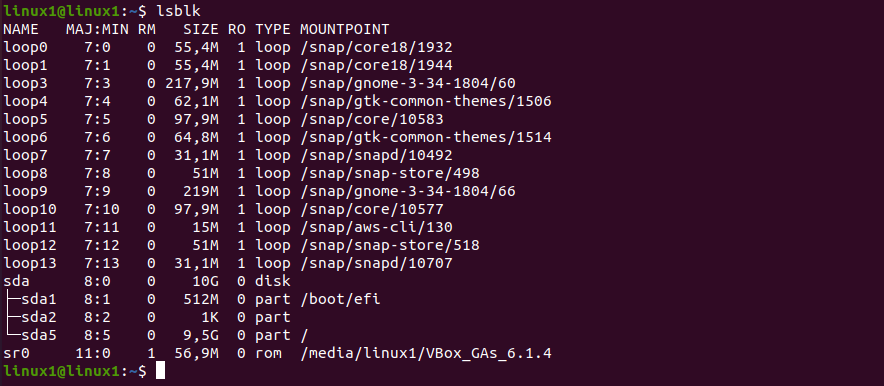 linux1@linux1:~$ lsblk
NAME   MAJ:MIN RM   SIZE RO TYPE MOUNTPOINT
loop0    7:0    0  55,4M  1 loop /snap/core18/1932
loop1    7:1    0  55,4M  1 loop /snap/core18/1944
loop3    7:3    0 217,9M  1 loop /snap/gnome-3-34-1804/60
loop4    7:4    0  62,1M  1 loop /snap/gtk-common-themes/1506
loop5    7:5    0  97,9M  1 loop /snap/core/10583
loop6    7:6    0  64,8M  1 loop /snap/gtk-common-themes/1514
loop7    7:7    0  31,1M  1 loop /snap/snapd/10492
loop8    7:8    0    51M  1 loop /snap/snap-store/498
loop9    7:9    0   219M  1 loop /snap/gnome-3-34-1804/66
loop10   7:10   0  97,9M  1 loop /snap/core/10577
loop11   7:11   0    15M  1 loop /snap/aws-cli/130
loop12   7:12   0    51M  1 loop /snap/snap-store/518
loop13   7:13   0  31,1M  1 loop /snap/snapd/10707
sda      8:0    0    10G  0 disk
├─sda1   8:1    0   512M  0 part /boot/efi
├─sda2   8:2    0     1K  0 part
└─sda5   8:5    0   9,5G  0 part /
sr0     11:0    1  56,9M  0 rom  /media/linux1/VBox_GAs_6.1.4
linux1@linux1:~$